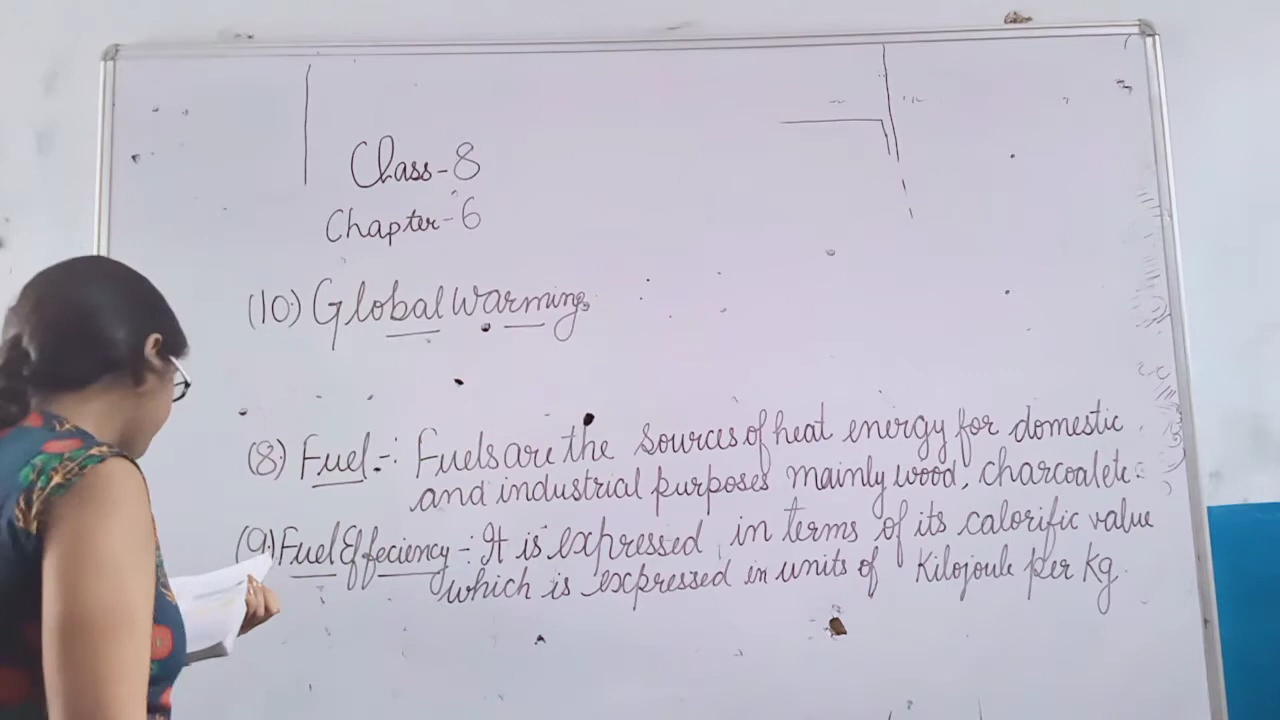 Class-8
Chapter-6
(10) Global Warming
(8) Fuel :- Fuels are the sources of heat energy for domestic
and industrial purposes mainly wood, charcoal etc.
(9) Fuel Effeciency -: It is expressed in terms of its calorific value
which is expressed in units of Kilojoule per Kg.